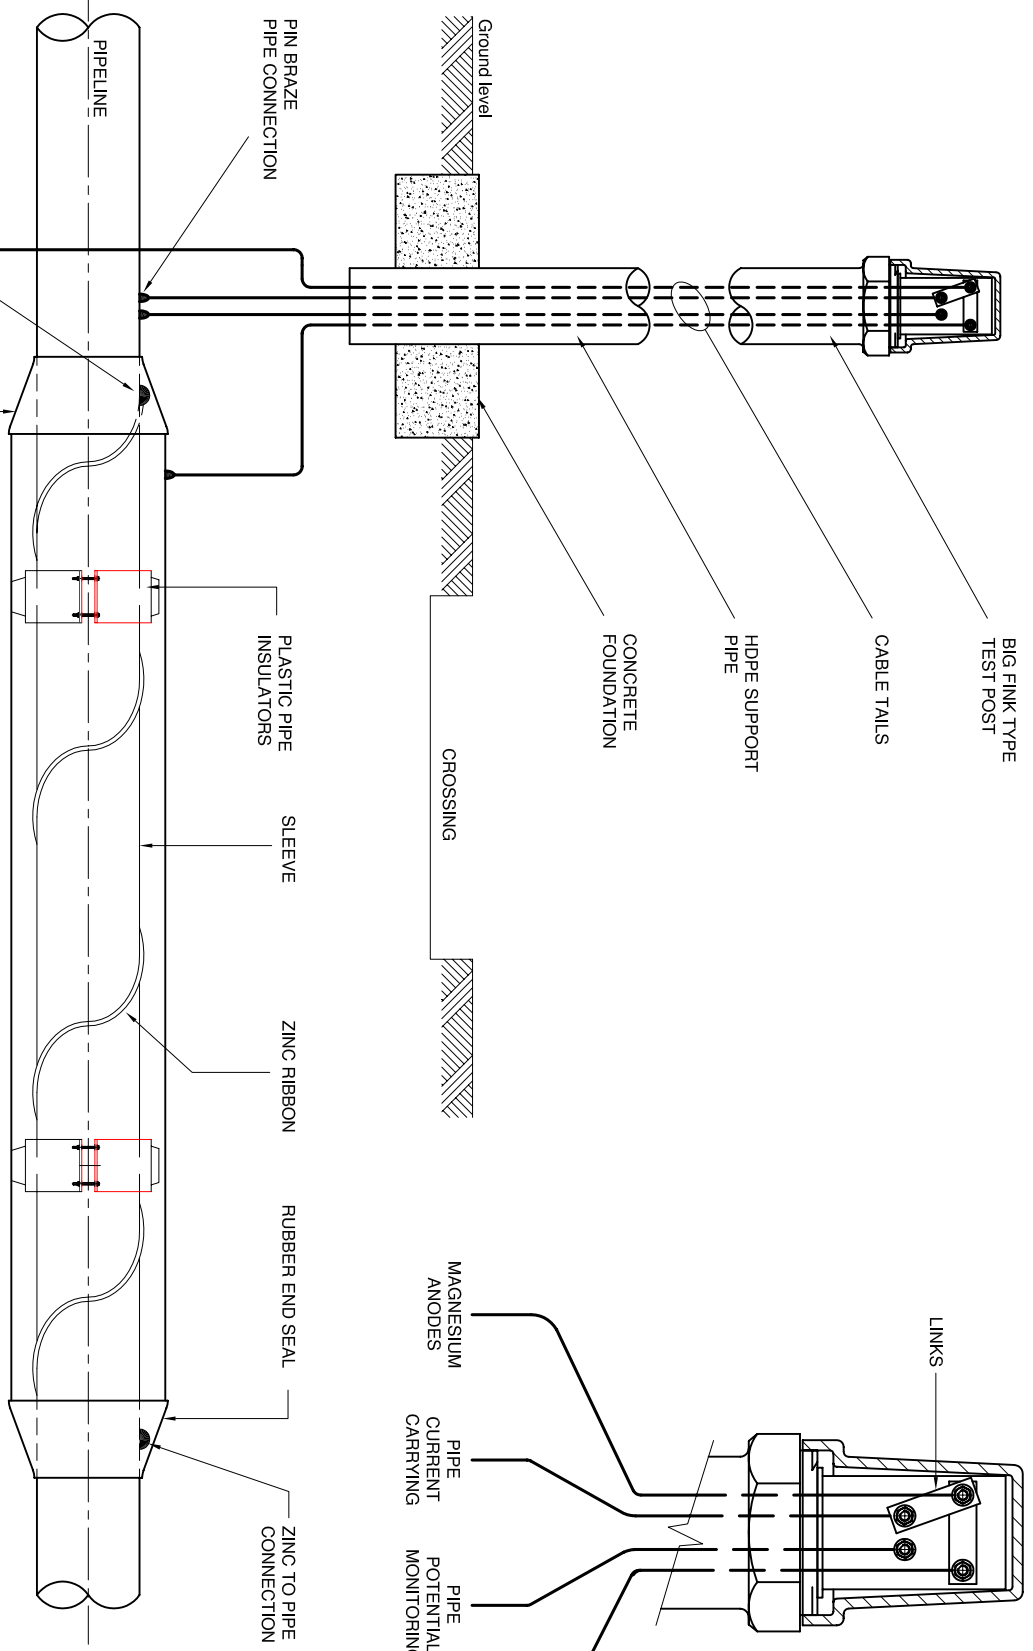 BIG FINK TYPE
TEST POST
CABLE TAILS
HDPE SUPPORT
PIPE
CONCRETE
FOUNDATION
Ground level
CROSSING
PIN BRAZE
PIPE CONNECTION
PIPELINE
PLASTIC PIPE
INSULATORS
SLEEVE
ZINC RIBBON
RUBBER END SEAL
ZINC TO PIPE
CONNECTION
LINKS
MAGNESIUM
ANODES
PIPE
CURRENT
CARRYING
PIPE
POTENTIAL
MONITORING